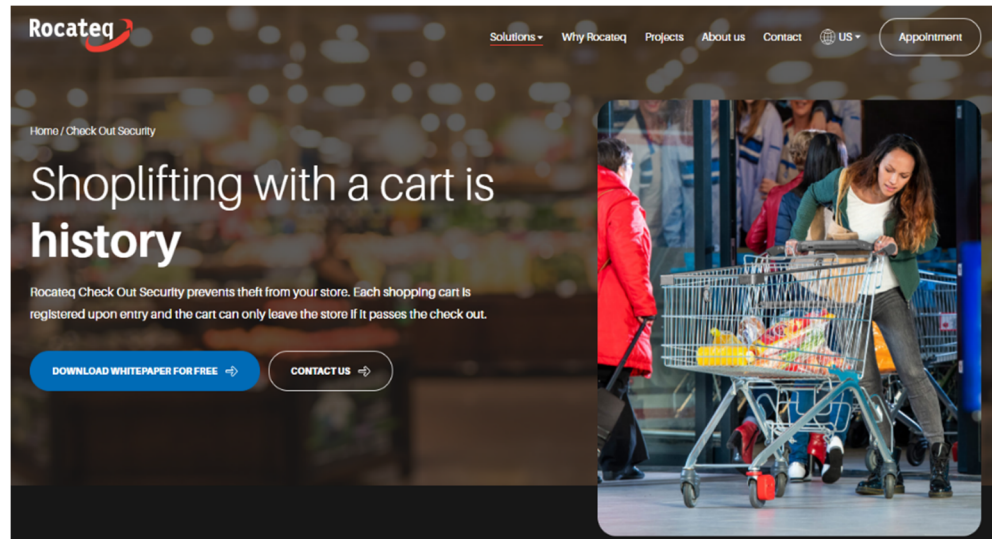 Rocateq
Solutions Why Rocateq Projects About us Contact US Appointment
Home / Check Out Security
Shoplifting with a cart is
history
Rocateq Check Out Security prevents theft from your store. Each shopping cart is
registered upon entry and the cart can only leave the store if it passes the check out.
DOWNLOAD WHITEPAPER FOR FREE CONTACT US